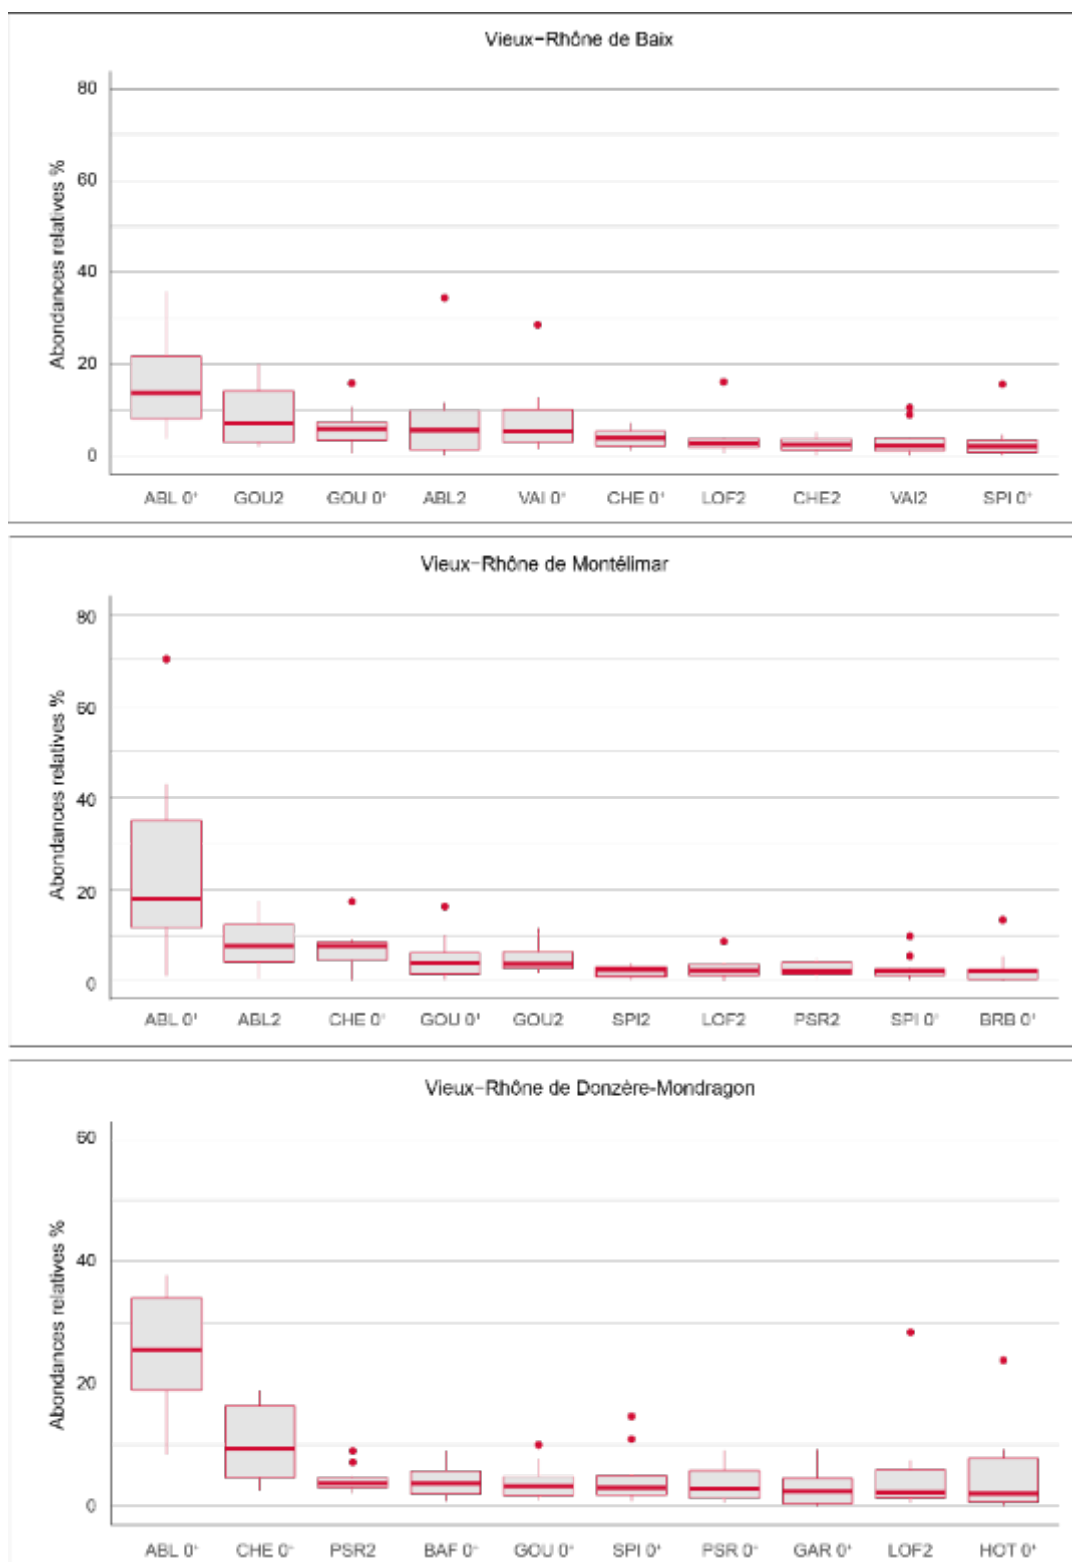 Vieux-Rhône de Baix
Abondances relatives %
80
60
40
20
0
ABL 0⁺ GOU2 GOU 0⁺ ABL2 VAI 0⁺ CHE 0⁺ LOF2 CHE2 VAI2 SPI 0⁺
Vieux-Rhône de Montélimar
Abondances relatives %
80
60
40
20
0
ABL 0⁺ ABL2 CHE 0⁺ GOU 0⁺ GOU2 SPI2 LOF2 PSR2 SPI 0⁺ BRB 0⁺
Vieux-Rhône de Donzère-Mondragon
Abondances relatives %
60
40
20
0
ABL 0⁺ CHE 0⁺ PSR2 BAF 0⁺ GOU 0⁺ SPI 0⁺ PSR 0⁺ GAR 0⁺ LOF2 HOT 0⁺